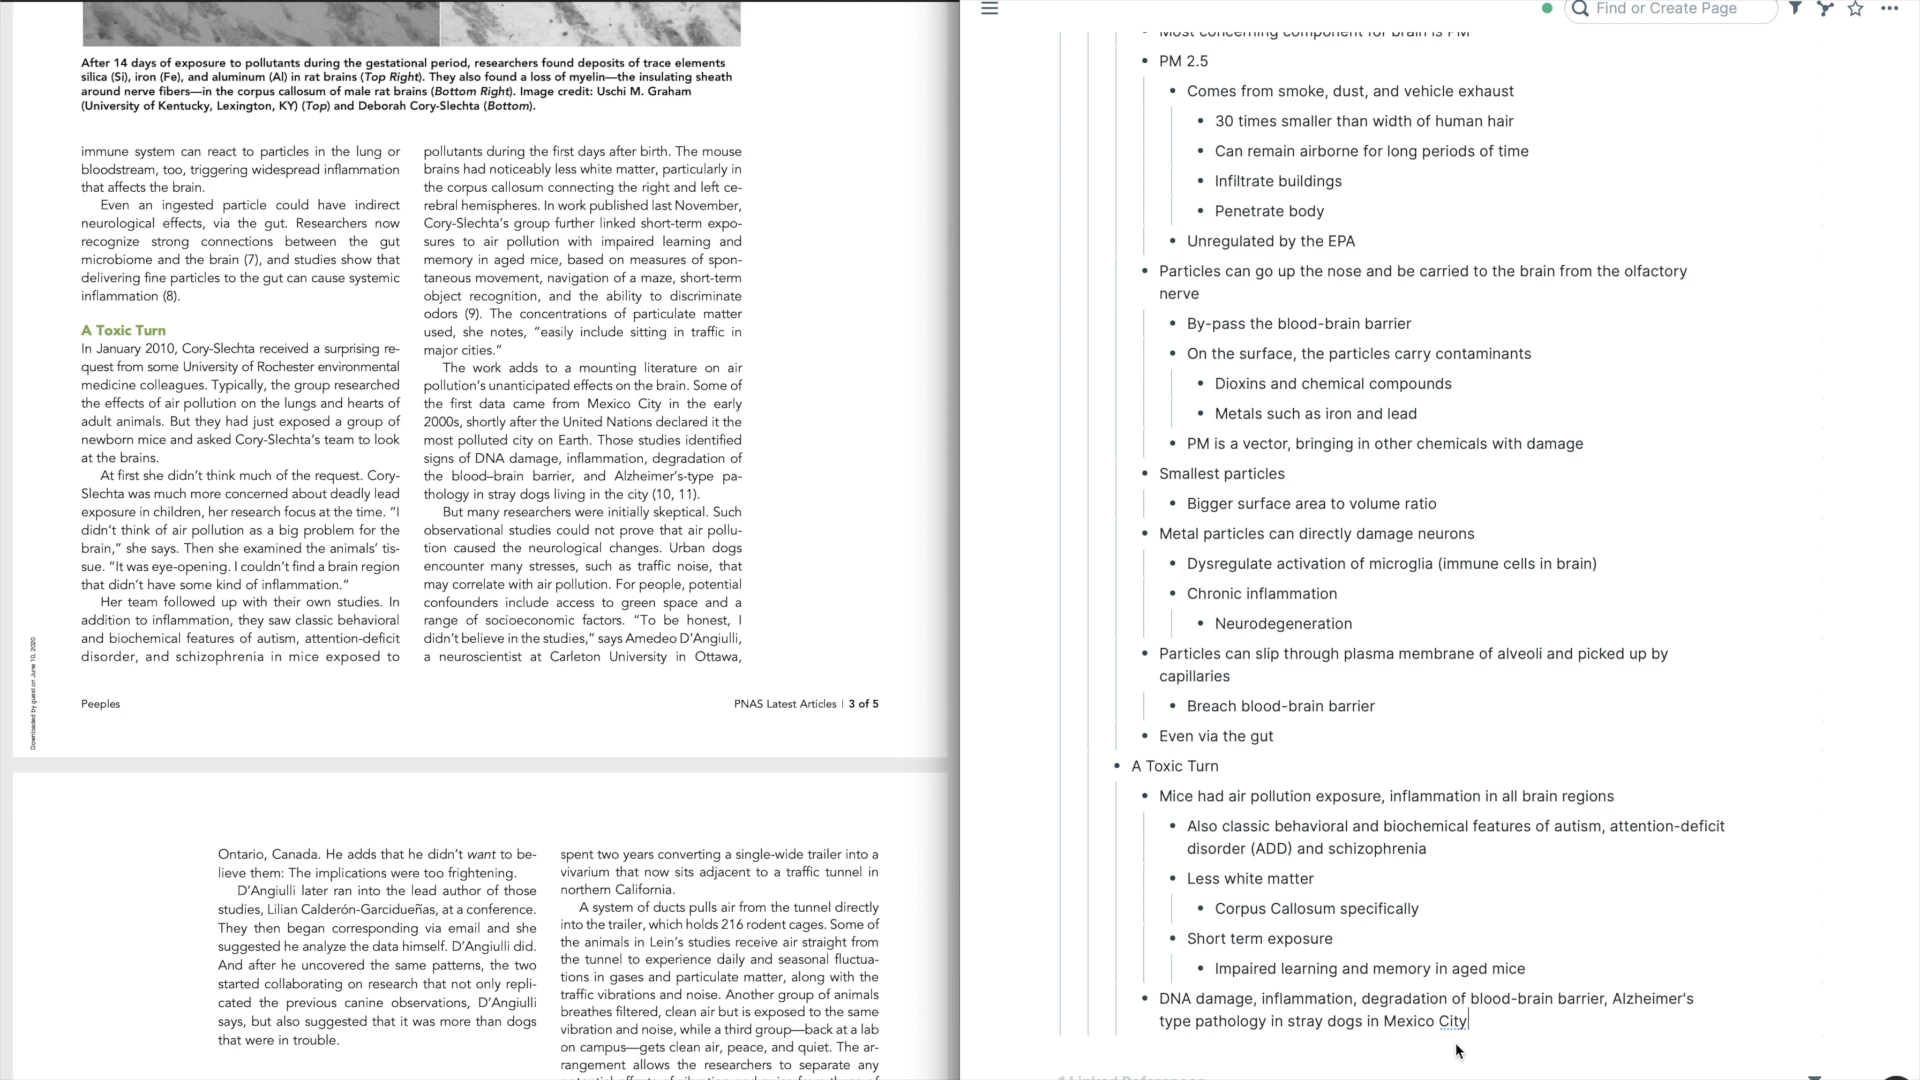 After 14 days of exposure to pollutants during the gestational period, researchers found deposits of trace elements
silica (Si), iron (Fe), and aluminum (Al) in rat brains (Top Right). They also found a loss of myelin—the insulating sheath
around nerve fibers—in the corpus callosum of male rat brains (Bottom Right). Image credit: Uschi M. Graham
(University of Kentucky, Lexington, KY) (Top) and Deborah Cory-Slechta (Bottom).
immune system can react to particles in the lung or
bloodstream, too, triggering widespread inflammation
that affects the brain.
Even an ingested particle could have indirect
neurological effects, via the gut. Researchers now
recognize strong connections between the gut
microbiome and the brain (7), and studies show that
delivering fine particles to the gut can cause systemic
inflammation (8).
A Toxic Turn
In January 2010, Cory-Slechta received a surprising re-
quest from some University of Rochester environmental
medicine colleagues. Typically, the group researched
the effects of air pollution on the lungs and hearts of
adult animals. But they had just exposed a group of
newborn mice and asked Cory-Slechta's team to look
at the brains.
At first she didn't think much of the request. Cory-
Slechta was much more concerned about deadly lead
exposure in children, her research focus at the time. "I
didn't think of air pollution as a big problem for the
brain," she says. Then she examined the animals' tis-
sue. "It was eye-opening. I couldn't find a brain region
that didn't have some kind of inflammation."
Her team followed up with their own studies. In
addition to inflammation, they saw classic behavioral
and biochemical features of autism, attention-deficit
disorder, and schizophrenia in mice exposed to
pollutants during the first days after birth. The mouse
brains had noticeably less white matter, particularly in
the corpus callosum connecting the right and left ce-
rebral hemispheres. In work published last November,
Cory-Slechta's group further linked short-term expo-
sures to air pollution with impaired learning and
memory in aged mice, based on measures of spon-
taneous movement, navigation of a maze, short-term
object recognition, and the ability to discriminate
odors (9). The concentrations of particulate matter
used, she notes, "easily include sitting in traffic in
major cities."
The work adds to a mounting literature on air
pollution's unanticipated effects on the brain. Some of
the first data came from Mexico City in the early
2000s, shortly after the United Nations declared it the
most polluted city on Earth. Those studies identified
signs of DNA damage, inflammation, degradation of
the blood–brain barrier, and Alzheimer's-type pa-
thology in stray dogs living in the city (10, 11).
But many researchers were initially skeptical. Such
observational studies could not prove that air pollu-
tion caused the neurological changes. Urban dogs
encounter many stresses, such as traffic noise, that
may correlate with air pollution. For people, potential
confounders include access to green space and a
range of socioeconomic factors. "To be honest, I
didn't believe in the studies," says Amedeo D'Angiulli,
a neuroscientist at Carleton University in Ottawa,
Downloaded by guest on June 10, 2020
Peeples
PNAS Latest Articles | 3 of 5
Ontario, Canada. He adds that he didn't want to be-
lieve them: The implications were too frightening.
D'Angiulli later ran into the lead author of those
studies, Lilian Calderón-Garcidueñas, at a conference.
They then began corresponding via email and she
suggested he analyze the data himself. D'Angiulli did.
And after he uncovered the same patterns, the two
started collaborating on research that not only repli-
cated the previous canine observations, D'Angiulli
says, but also suggested that it was more than dogs
that were in trouble.
spent two years converting a single-wide trailer into a
vivarium that now sits adjacent to a traffic tunnel in
northern California.
A system of ducts pulls air from the tunnel directly
into the trailer, which holds 216 rodent cages. Some of
the animals in Lein's studies receive air straight from
the tunnel to experience daily and seasonal fluctua-
tions in gases and particulate matter, along with the
traffic vibrations and noise. Another group of animals
breathes filtered, clean air but is exposed to the same
vibration and noise, while a third group—back at a lab
on campus—gets clean air, peace, and quiet. The ar-
rangement allows the researchers to separate any
Find or Create Page
Most concerning component for brain is PM
PM 2.5
Comes from smoke, dust, and vehicle exhaust
30 times smaller than width of human hair
Can remain airborne for long periods of time
Infiltrate buildings
Penetrate body
Unregulated by the EPA
Particles can go up the nose and be carried to the brain from the olfactory
nerve
By-pass the blood-brain barrier
On the surface, the particles carry contaminants
Dioxins and chemical compounds
Metals such as iron and lead
PM is a vector, bringing in other chemicals with damage
Smallest particles
Bigger surface area to volume ratio
Metal particles can directly damage neurons
Dysregulate activation of microglia (immune cells in brain)
Chronic inflammation
Neurodegeneration
Particles can slip through plasma membrane of alveoli and picked up by
capillaries
Breach blood-brain barrier
Even via the gut
A Toxic Turn
Mice had air pollution exposure, inflammation in all brain regions
Also classic behavioral and biochemical features of autism, attention-deficit
disorder (ADD) and schizophrenia
Less white matter
Corpus Callosum specifically
Short term exposure
Impaired learning and memory in aged mice
DNA damage, inflammation, degradation of blood-brain barrier, Alzheimer's
type pathology in stray dogs in Mexico City